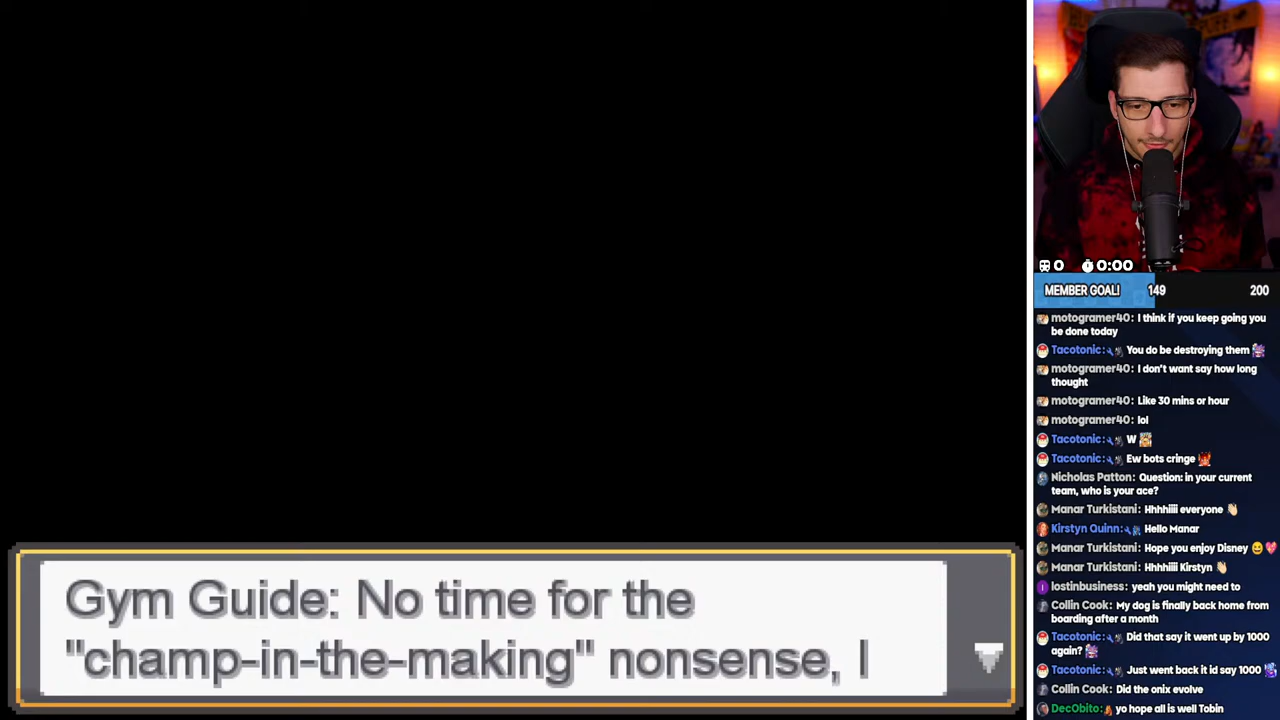 Gym Guide: No time for the
"champ-in-the-making" nonsense, I
0
0:00
MEMBER GOAL!
149
200
motogramer40: I think if you keep going you
be done today
Tacotonic: You do be destroying them
motogramer40: I don't want say how long
thought
motogramer40: Like 30 mins or hour
motogramer40: lol
Tacotonic: W
Tacotonic: Ew bots cringe
Nicholas Patton: Question: in your current
team, who is your ace?
Manar Turkistani: Hhhhiiii everyone
Kirstyn Quinn: Hello Manar
Manar Turkistani: Hope you enjoy Disney
Manar Turkistani: Hhhhiiii Kirstyn
lostinbusiness: yeah you might need to
Collin Cook: My dog is finally back home from
boarding after a month
Tacotonic: Did that say it went up by 1000
again?
Tacotonic: Just went back it id say 1000
Collin Cook: Did the onix evolve
DecObito: yo hope all is well Tobin